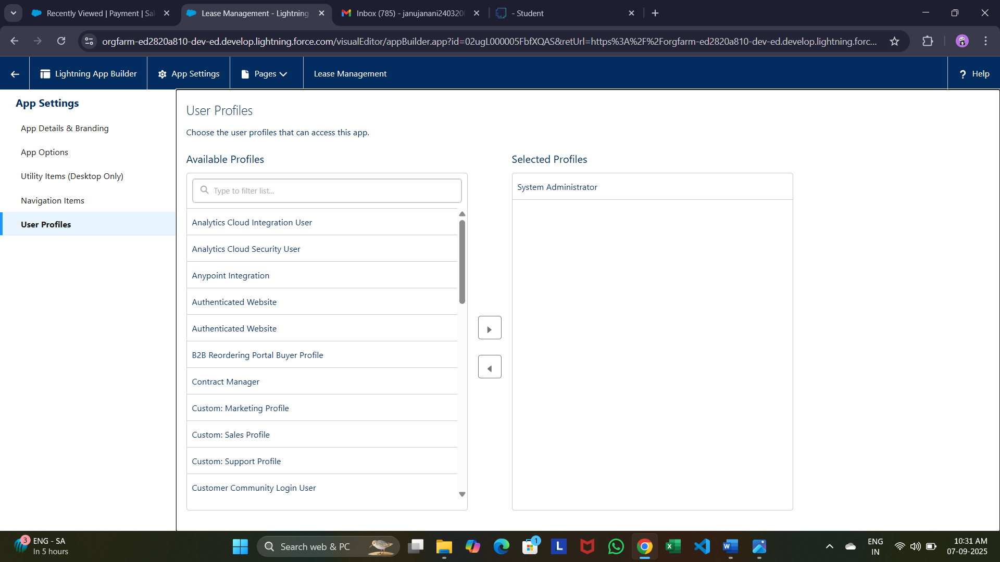 Recently Viewed | Payment | Sal
Lease Management - Lightning
Inbox (785) - janujanani240320
- Student
orgfarm-ed2820a810-dev-ed.develop.lightning.force.com/visualEditor/appBuilder.app?id=02ugL000005FbfXQAS&retUrl=https%3A%2F%2Forgfarm-ed2820a810-dev-ed.develop.lightning.forc...
Lightning App Builder
App Settings
Pages
Lease Management
? Help
App Settings
App Details & Branding
App Options
Utility Items (Desktop Only)
Navigation Items
User Profiles
User Profiles
Choose the user profiles that can access this app.
Available Profiles
Type to filter list...
Analytics Cloud Integration User
Analytics Cloud Security User
Anypoint Integration
Authenticated Website
Authenticated Website
B2B Reordering Portal Buyer Profile
Contract Manager
Custom: Marketing Profile
Custom: Sales Profile
Custom: Support Profile
Customer Community Login User
Selected Profiles
System Administrator
3
ENG - SA
In 5 hours
Search web & PC
1
L
X
W
ENG
IN
10:31 AM
07-09-2025